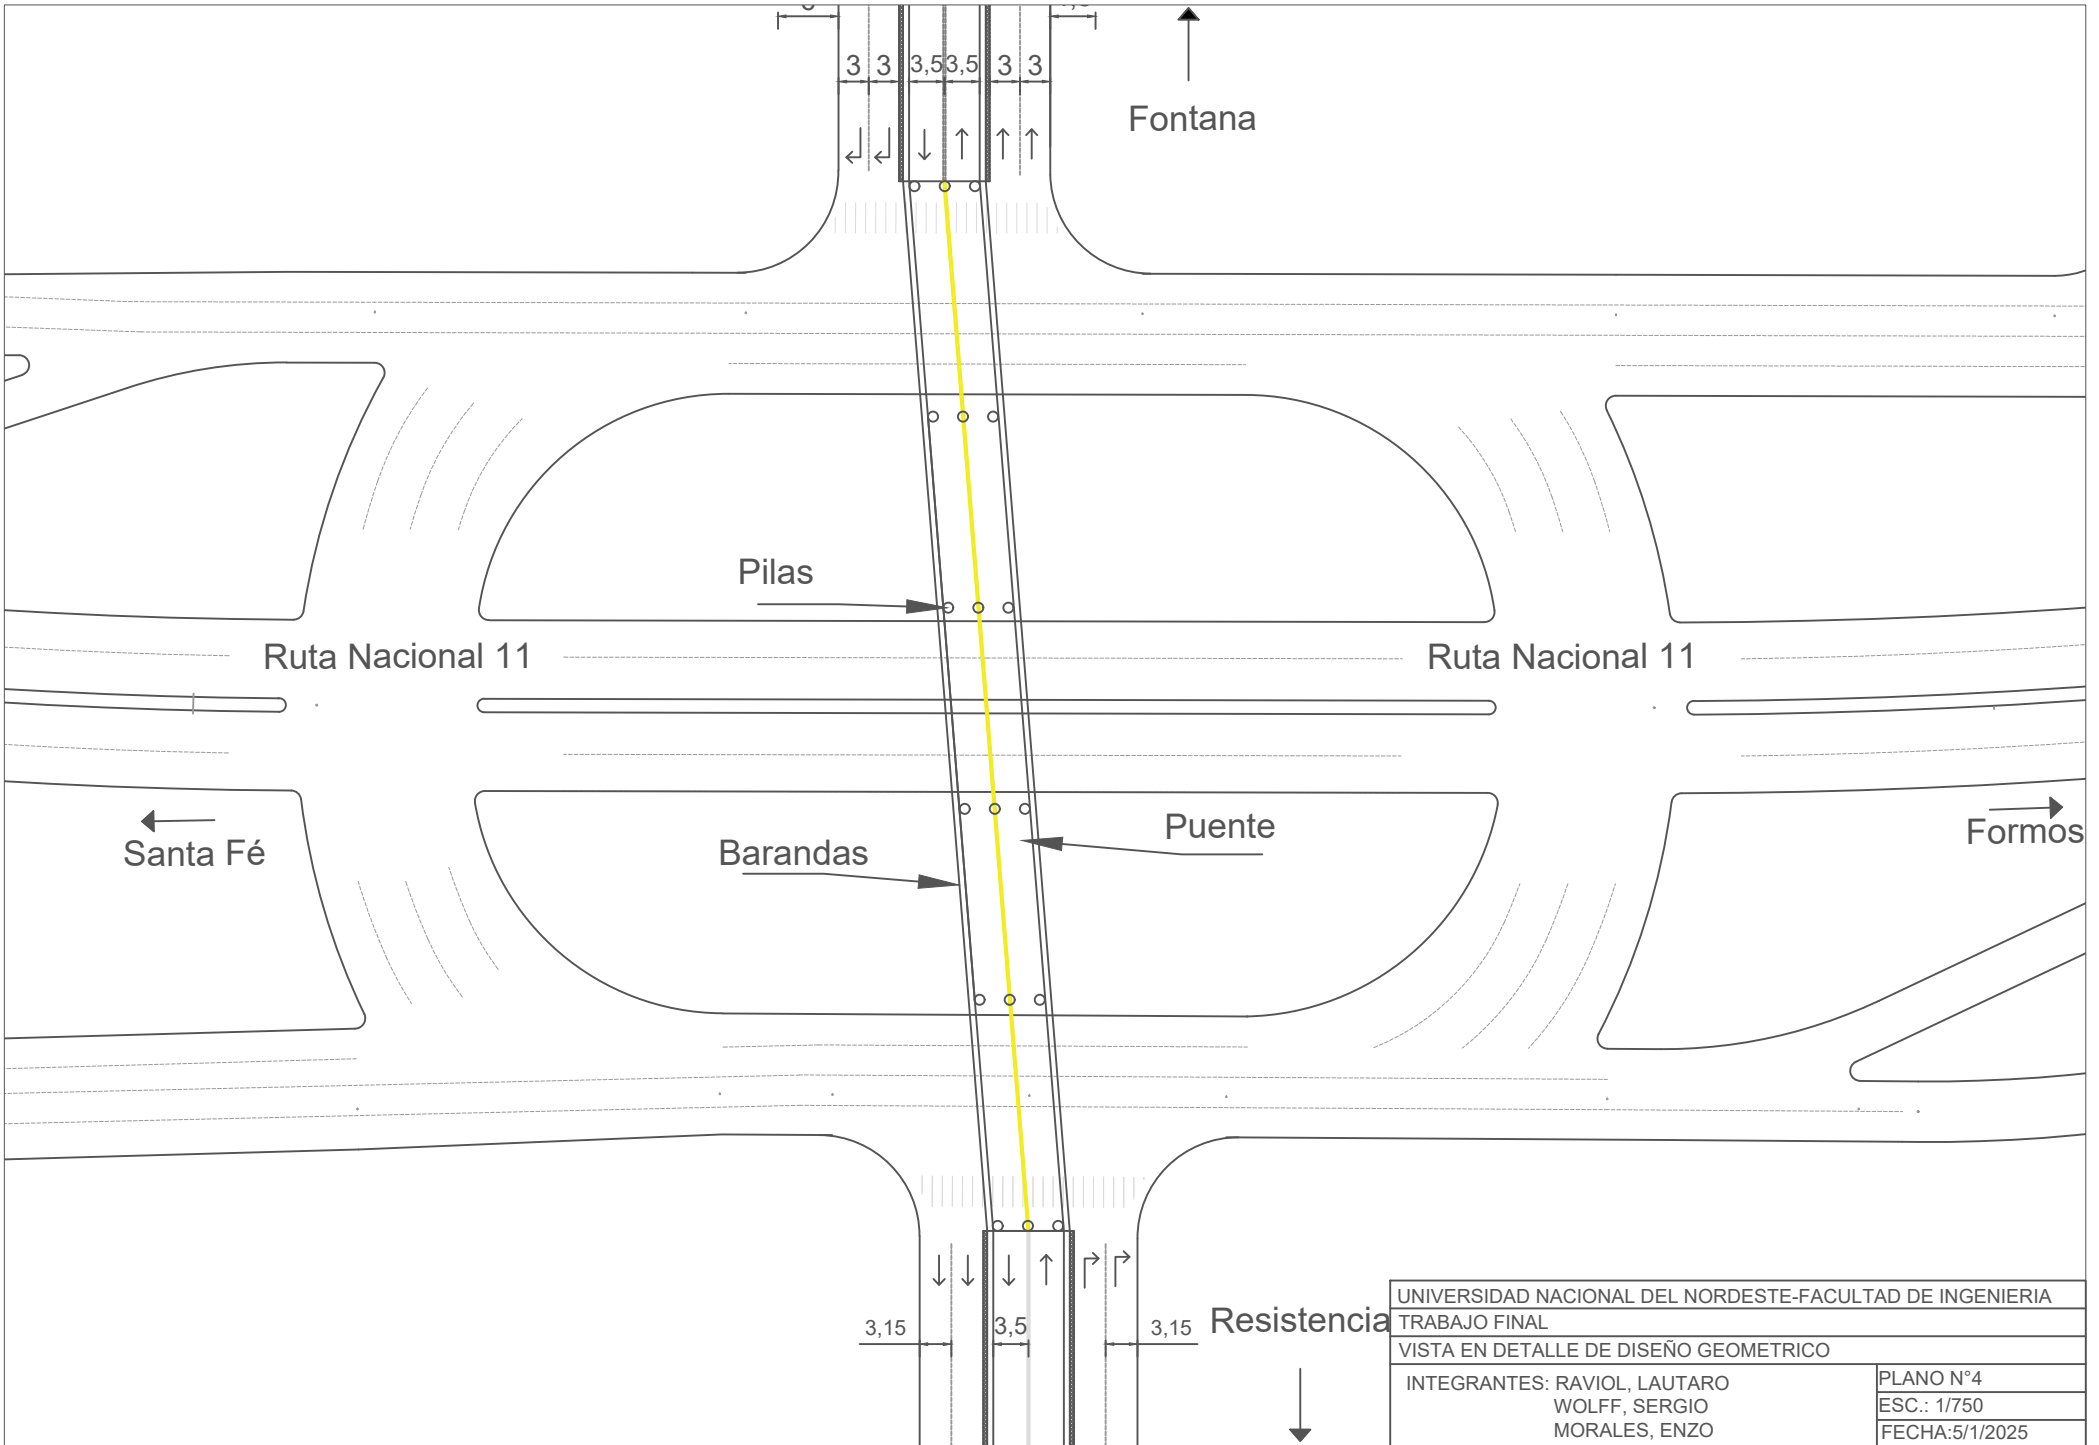 3 3 3,5 3,5 3 3
Fontana
Pilas
Ruta Nacional 11
Ruta Nacional 11
Santa Fé
Barandas
Puente
Formos
3,15
3,5
3,15
Resistencia
UNIVERSIDAD NACIONAL DEL NORDESTE-FACULTAD DE INGENIERIA
TRABAJO FINAL
VISTA EN DETALLE DE DISEÑO GEOMETRICO
INTEGRANTES: RAVIOL, LAUTARO
WOLFF, SERGIO
MORALES, ENZO
PLANO N°4
ESC.: 1/750
FECHA:5/1/2025